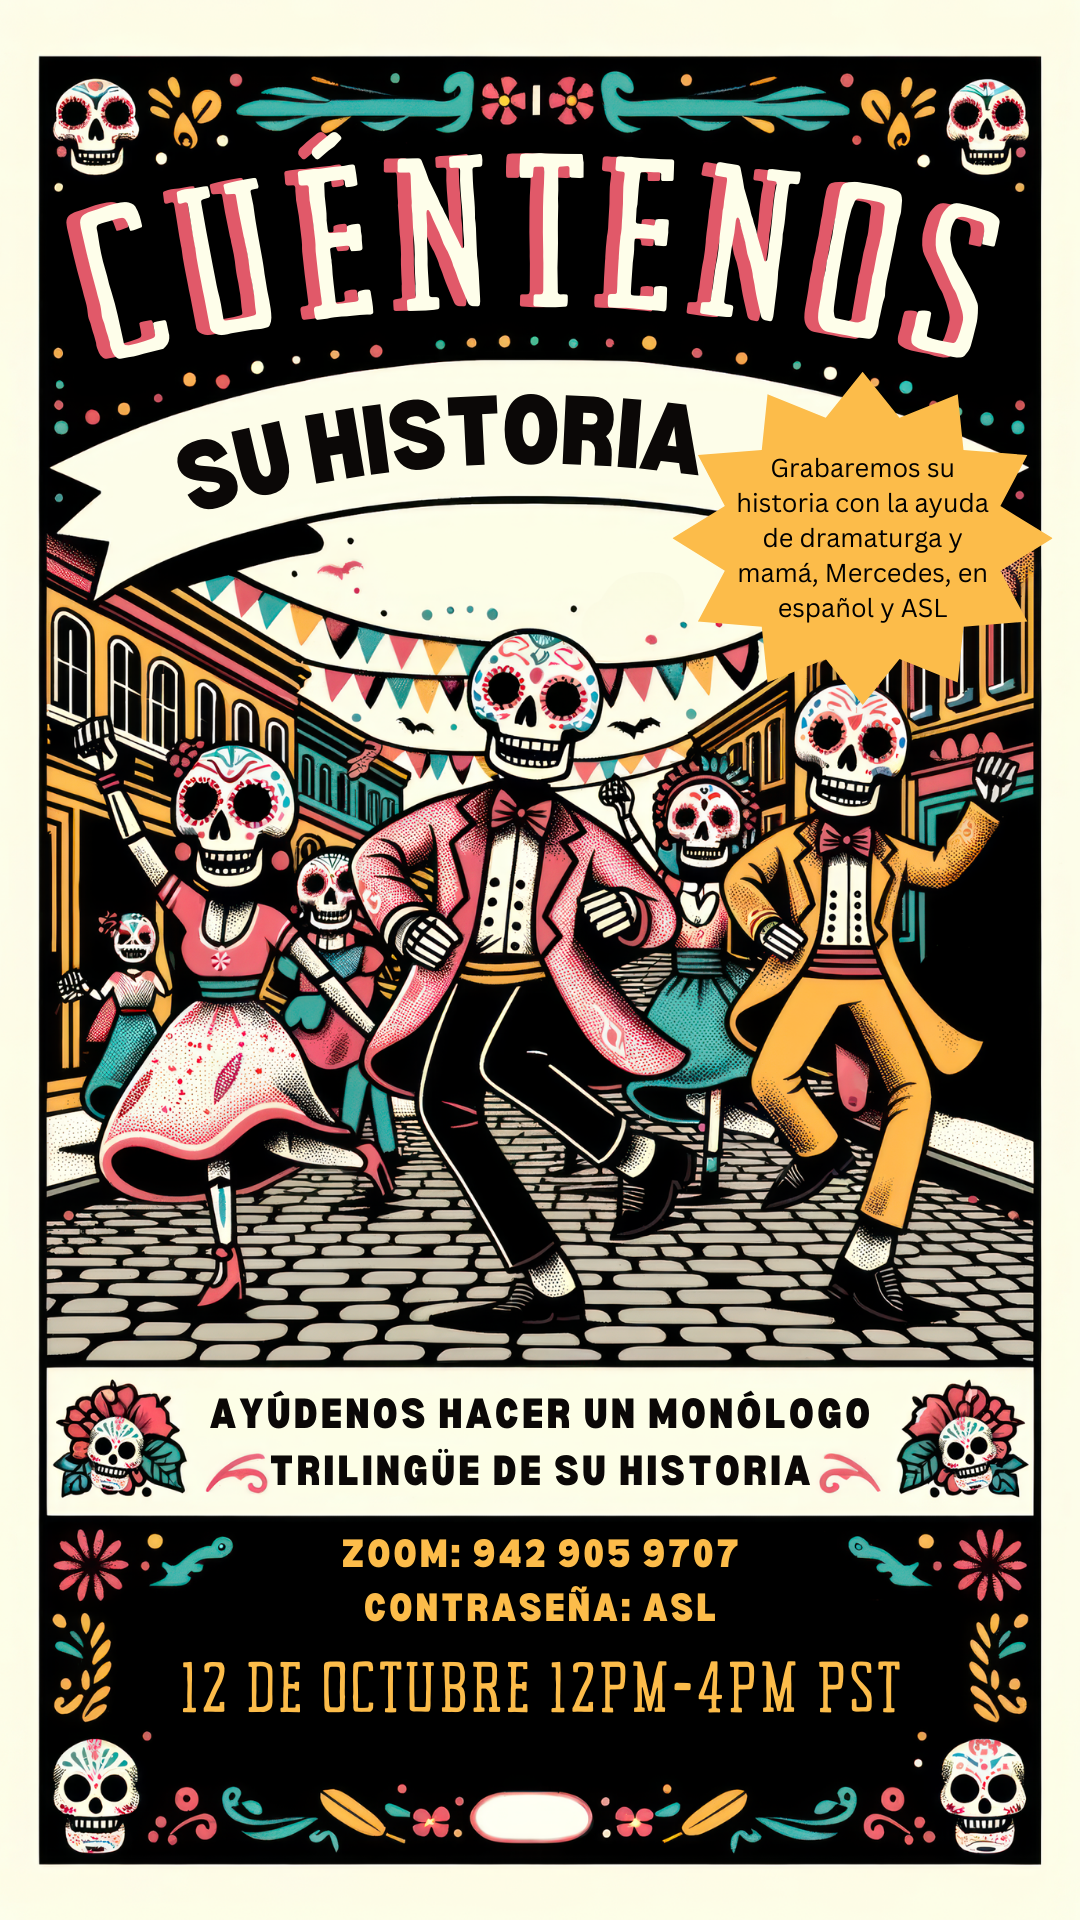 CUÉNTENOS
SU HISTORIA
Grabaremos su
historia con la ayuda
de dramaturga y
mamá, Mercedes, en
español y ASL
AYÚDENOS HACER UN MONÓLOGO
TRILINGÜE DE SU HISTORIA
ZOOM: 942 905 9707
CONTRASEÑA: ASL
12 DE OCTUBRE 12PM-4PM PST